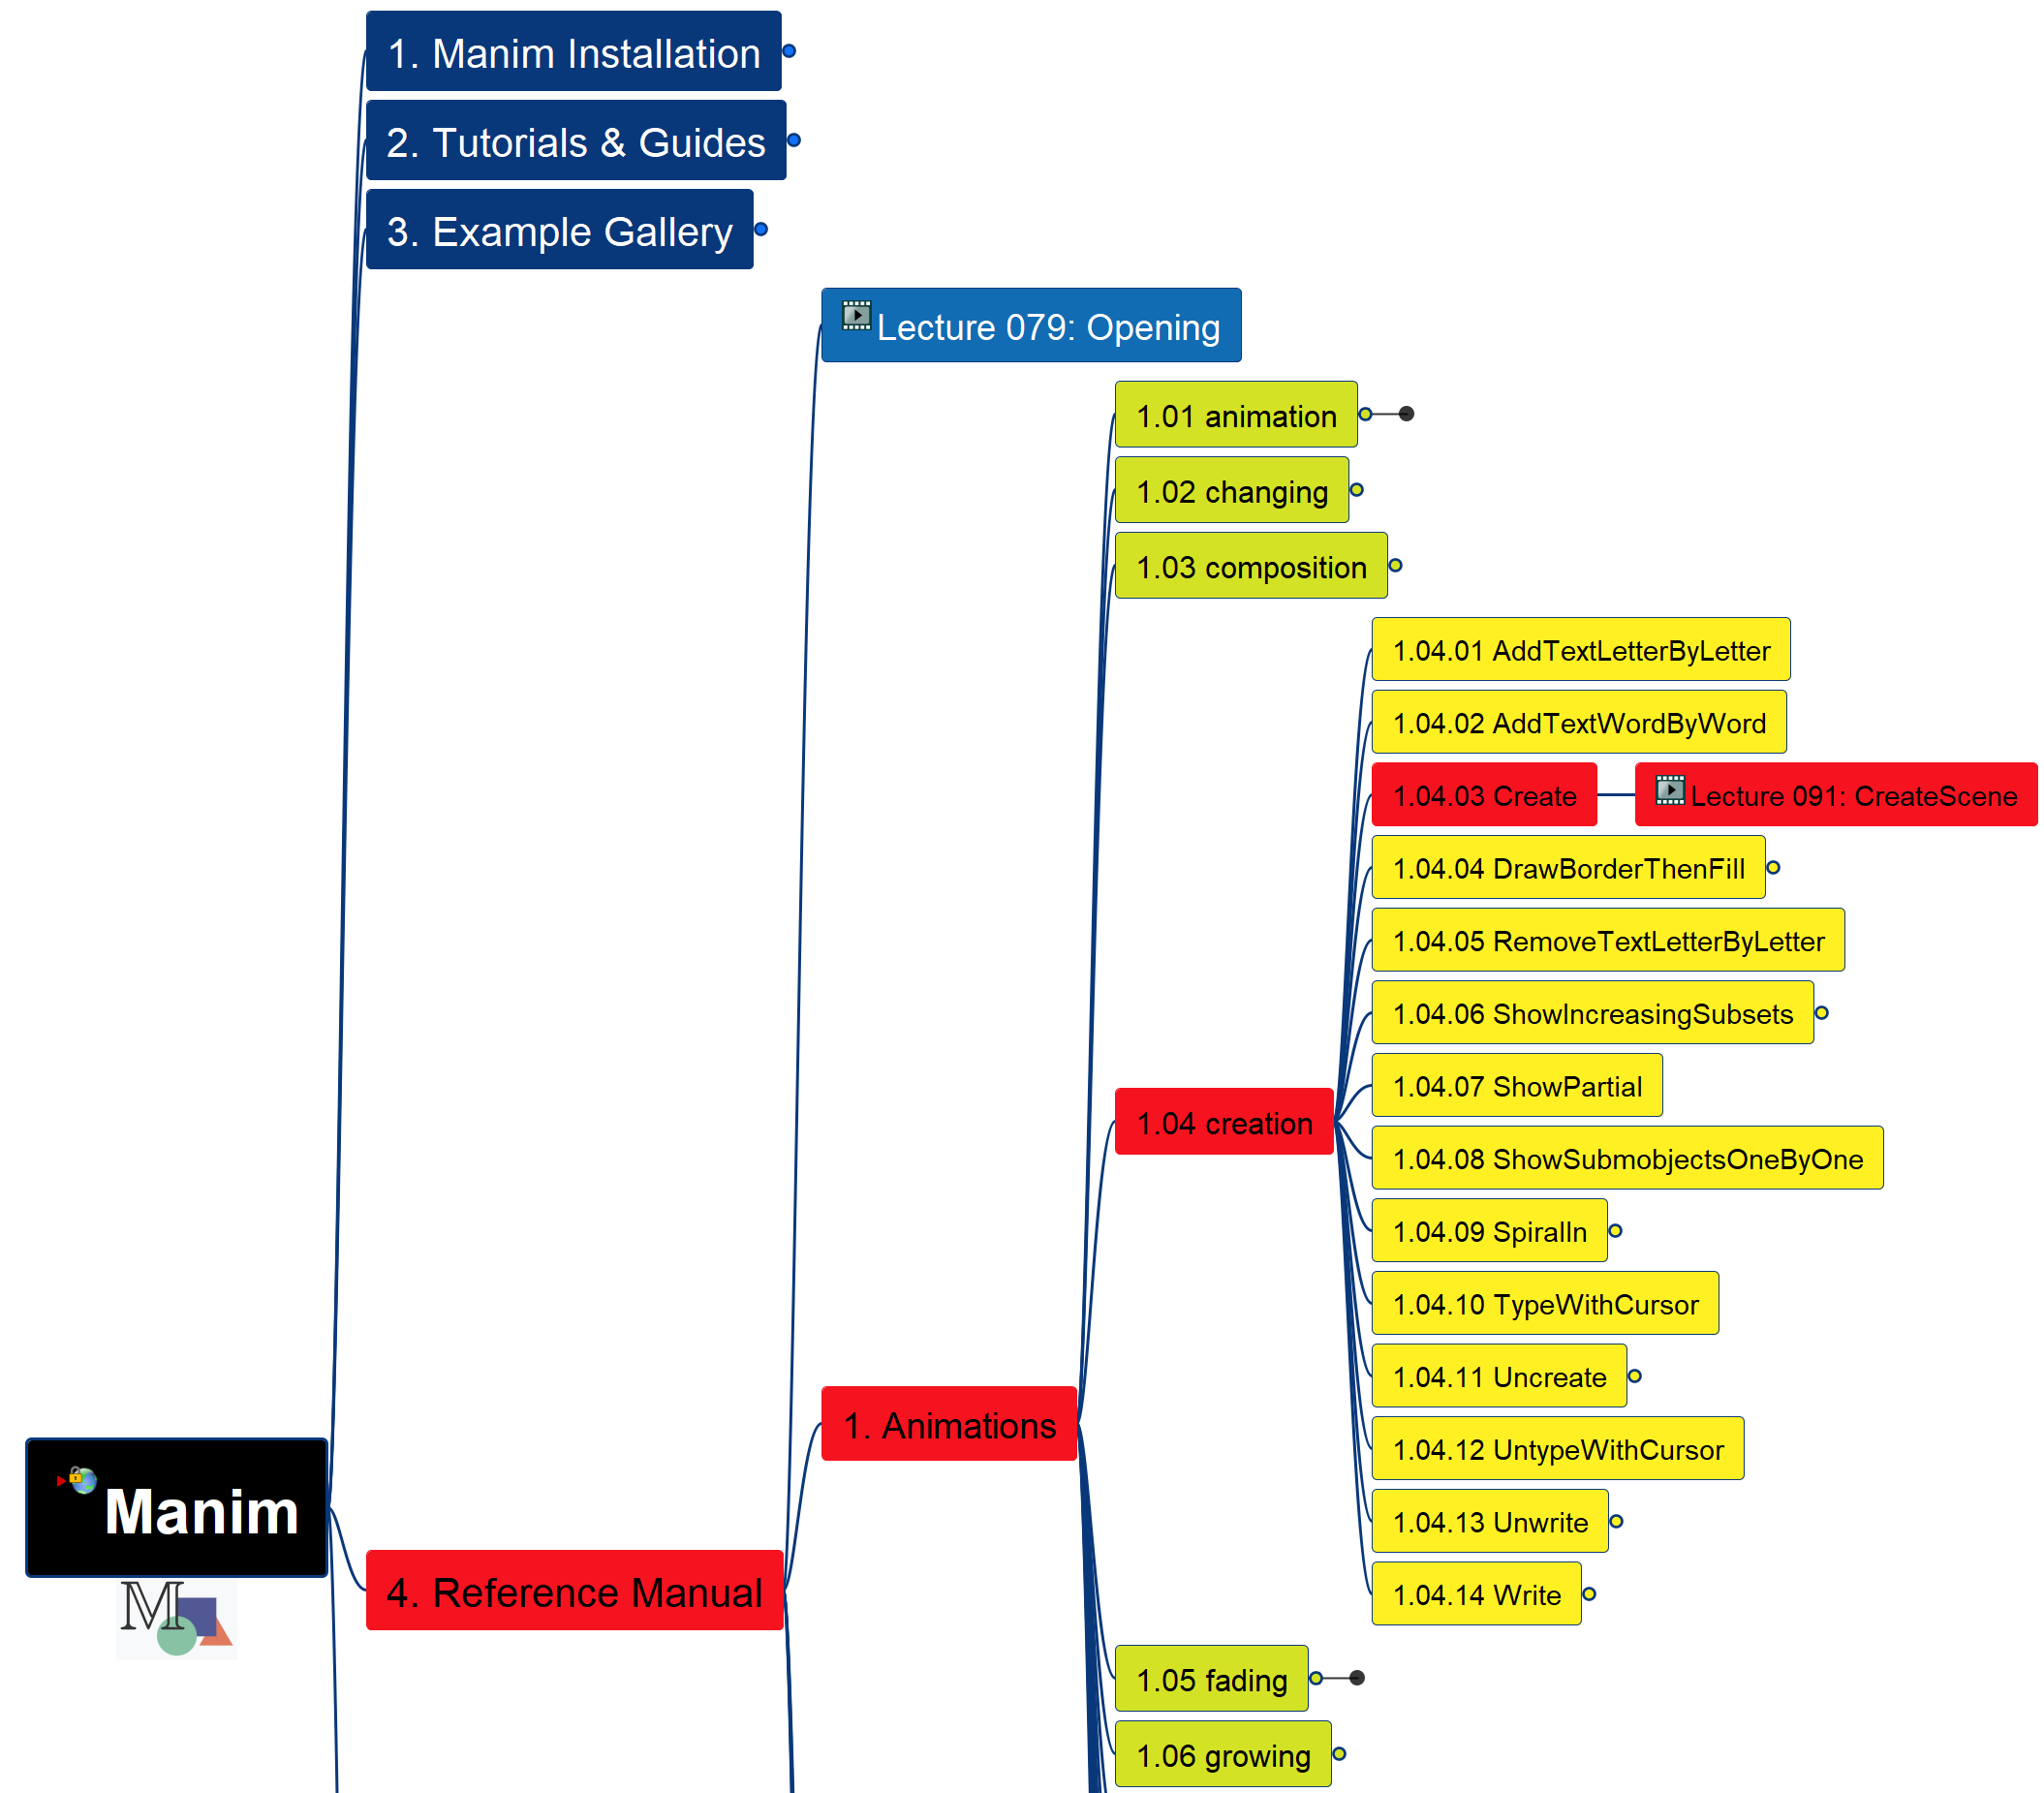 1. Manim Installation
2. Tutorials & Guides
3. Example Gallery
Lecture 079: Opening
1.01 animation
1.02 changing
1.03 composition
1.04.01 AddTextLetterByLetter
1.04.02 AddTextWordByWord
1.04.03 Create
Lecture 091: CreateScene
1.04.04 DrawBorderThenFill
1.04.05 RemoveTextLetterByLetter
1.04.06 ShowIncreasingSubsets
1.04.07 ShowPartial
1.04 creation
1.04.08 ShowSubmobjectsOneByOne
1.04.09 SpiralIn
1.04.10 TypeWithCursor
1.04.11 Uncreate
1. Animations
1.04.12 UntypeWithCursor
Manim
1.04.13 Unwrite
4. Reference Manual
1.04.14 Write
M
1.05 fading
1.06 growing